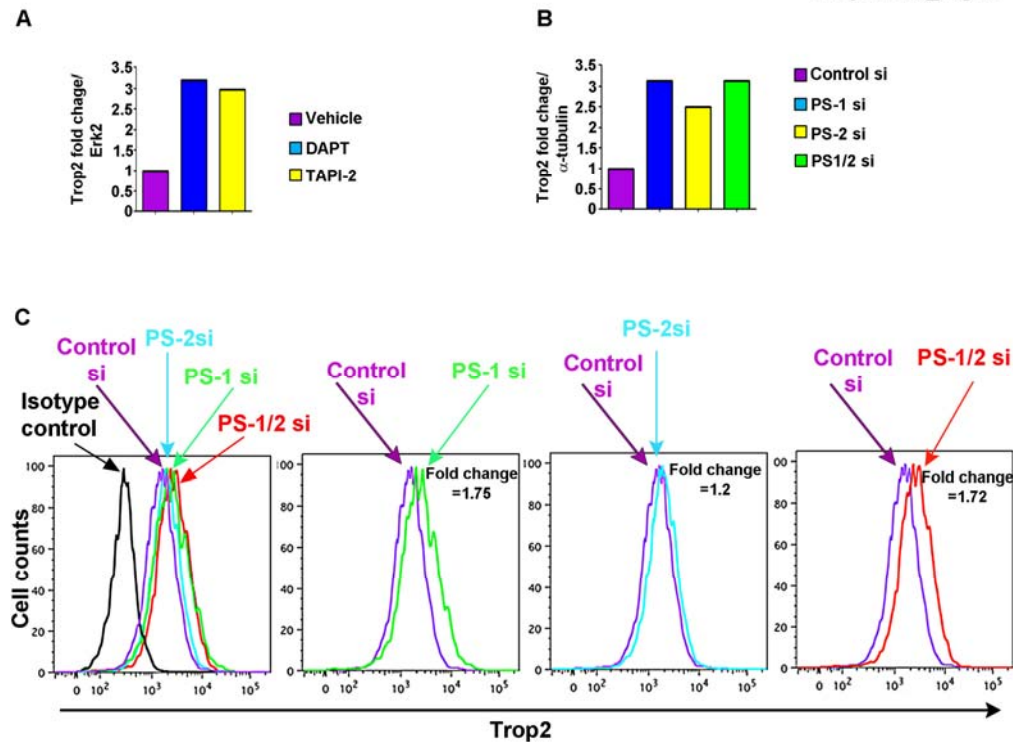 A
Trop2 fold chage/
Erk2
3.5
3
2.5
2
1.5
1
0.5
0
Vehicle
DAPT
TAPI-2
B
Trop2 fold chage/
α-tubulin
3.5
3
2.5
2
1.5
1
0.5
0
Control si
PS-1 si
PS-2 si
PS1/2 si
C
Isotype
control
Control
si
PS-2si
PS-1 si
PS-1/2 si
Control
si
PS-1 si
Control
si
PS-2si
Control
si
PS-1/2 si
Cell counts
100
80
60
40
20
0
0 10² 10³ 10⁴ 10⁵
Fold change
=1.75
100
80
60
40
20
0
0 10² 10³ 10⁴ 10⁵
Fold change
=1.2
100
80
60
40
20
0
0 10² 10³ 10⁴ 10⁵
Fold change
=1.72
00
80
60
40
20
0
0 10² 10³ 10⁴ 10⁵
Trop2